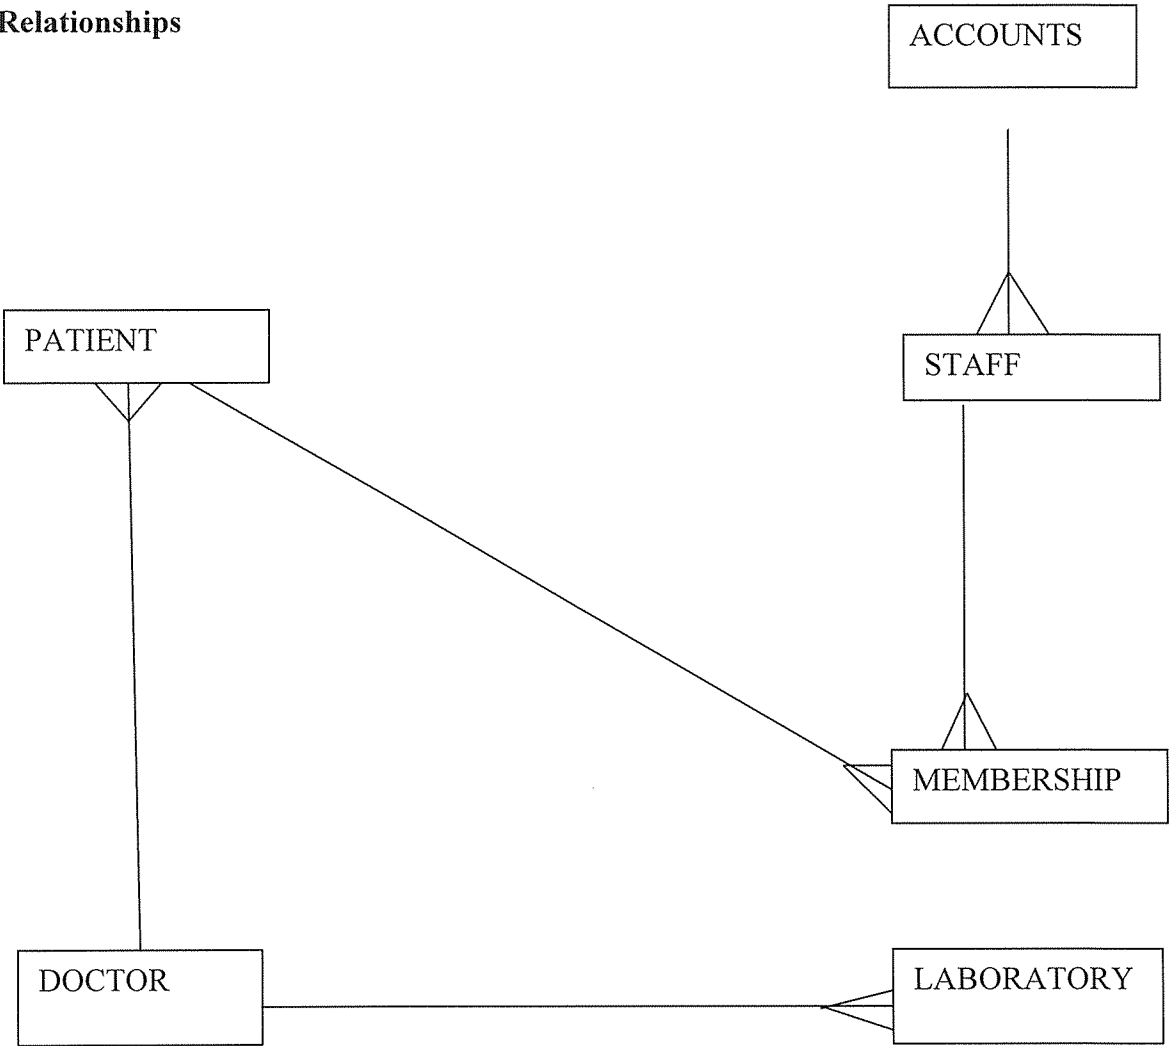 Relationships
ACCOUNTS
PATIENT
STAFF
MEMBERSHIP
DOCTOR
LABORATORY